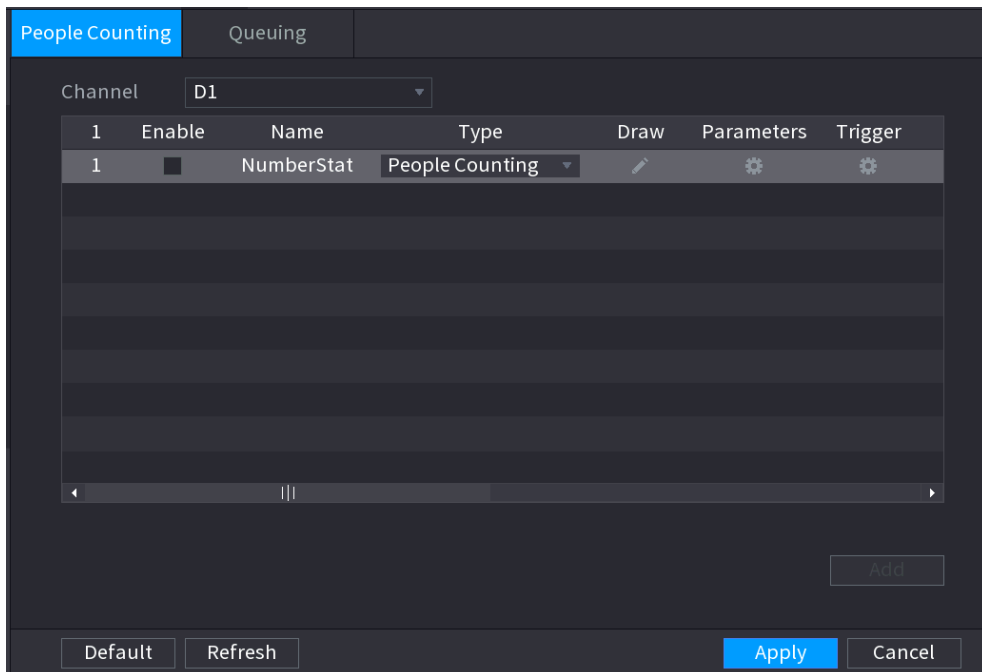 People Counting Queuing
Channel D1
1 Enable Name Type Draw Parameters Trigger
1 NumberStat People Counting
Add
Default Refresh Apply Cancel